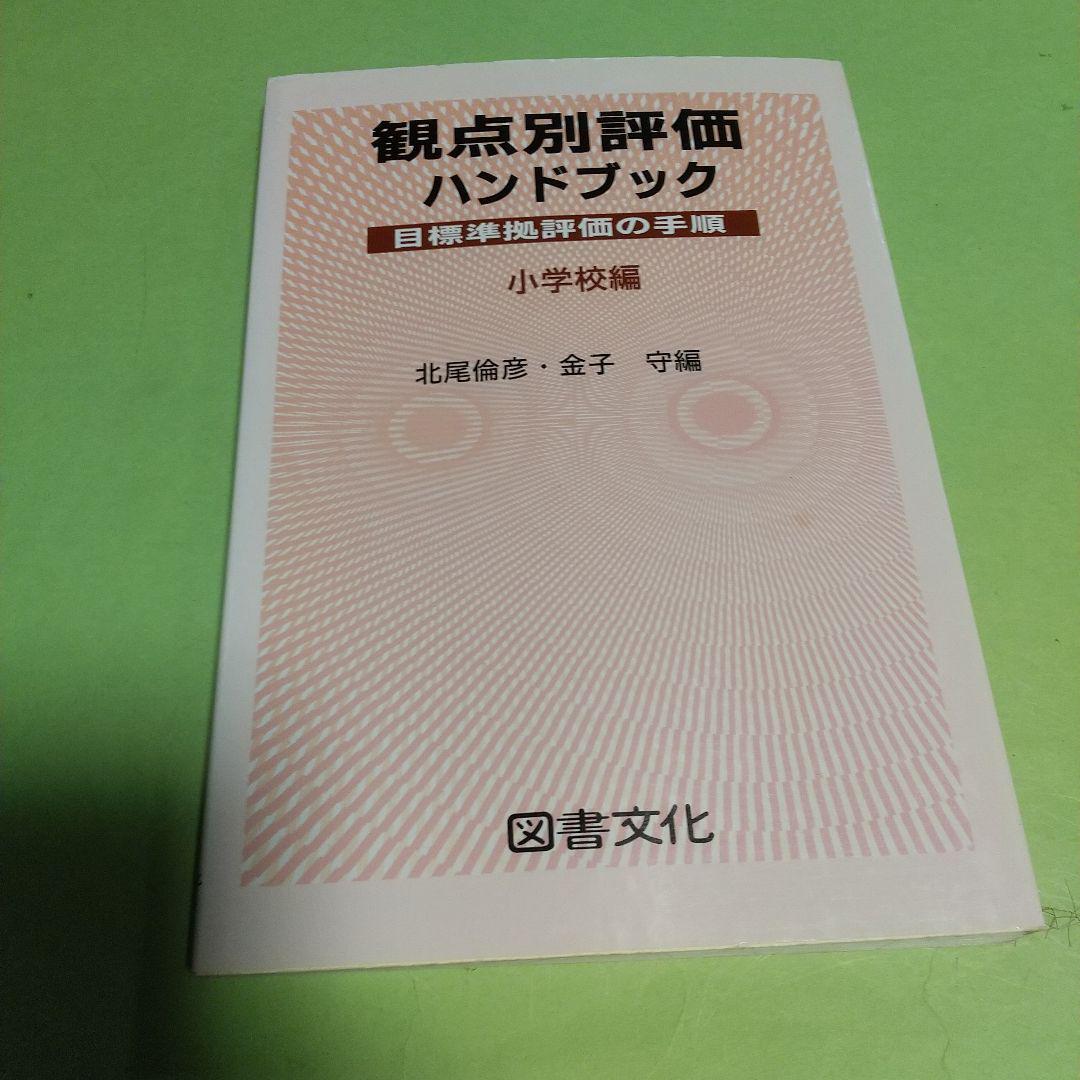 観点別評価
ハンドブック
目標準拠評価の手順
小学校編
北尾倫彦・金子　守編
図書文化